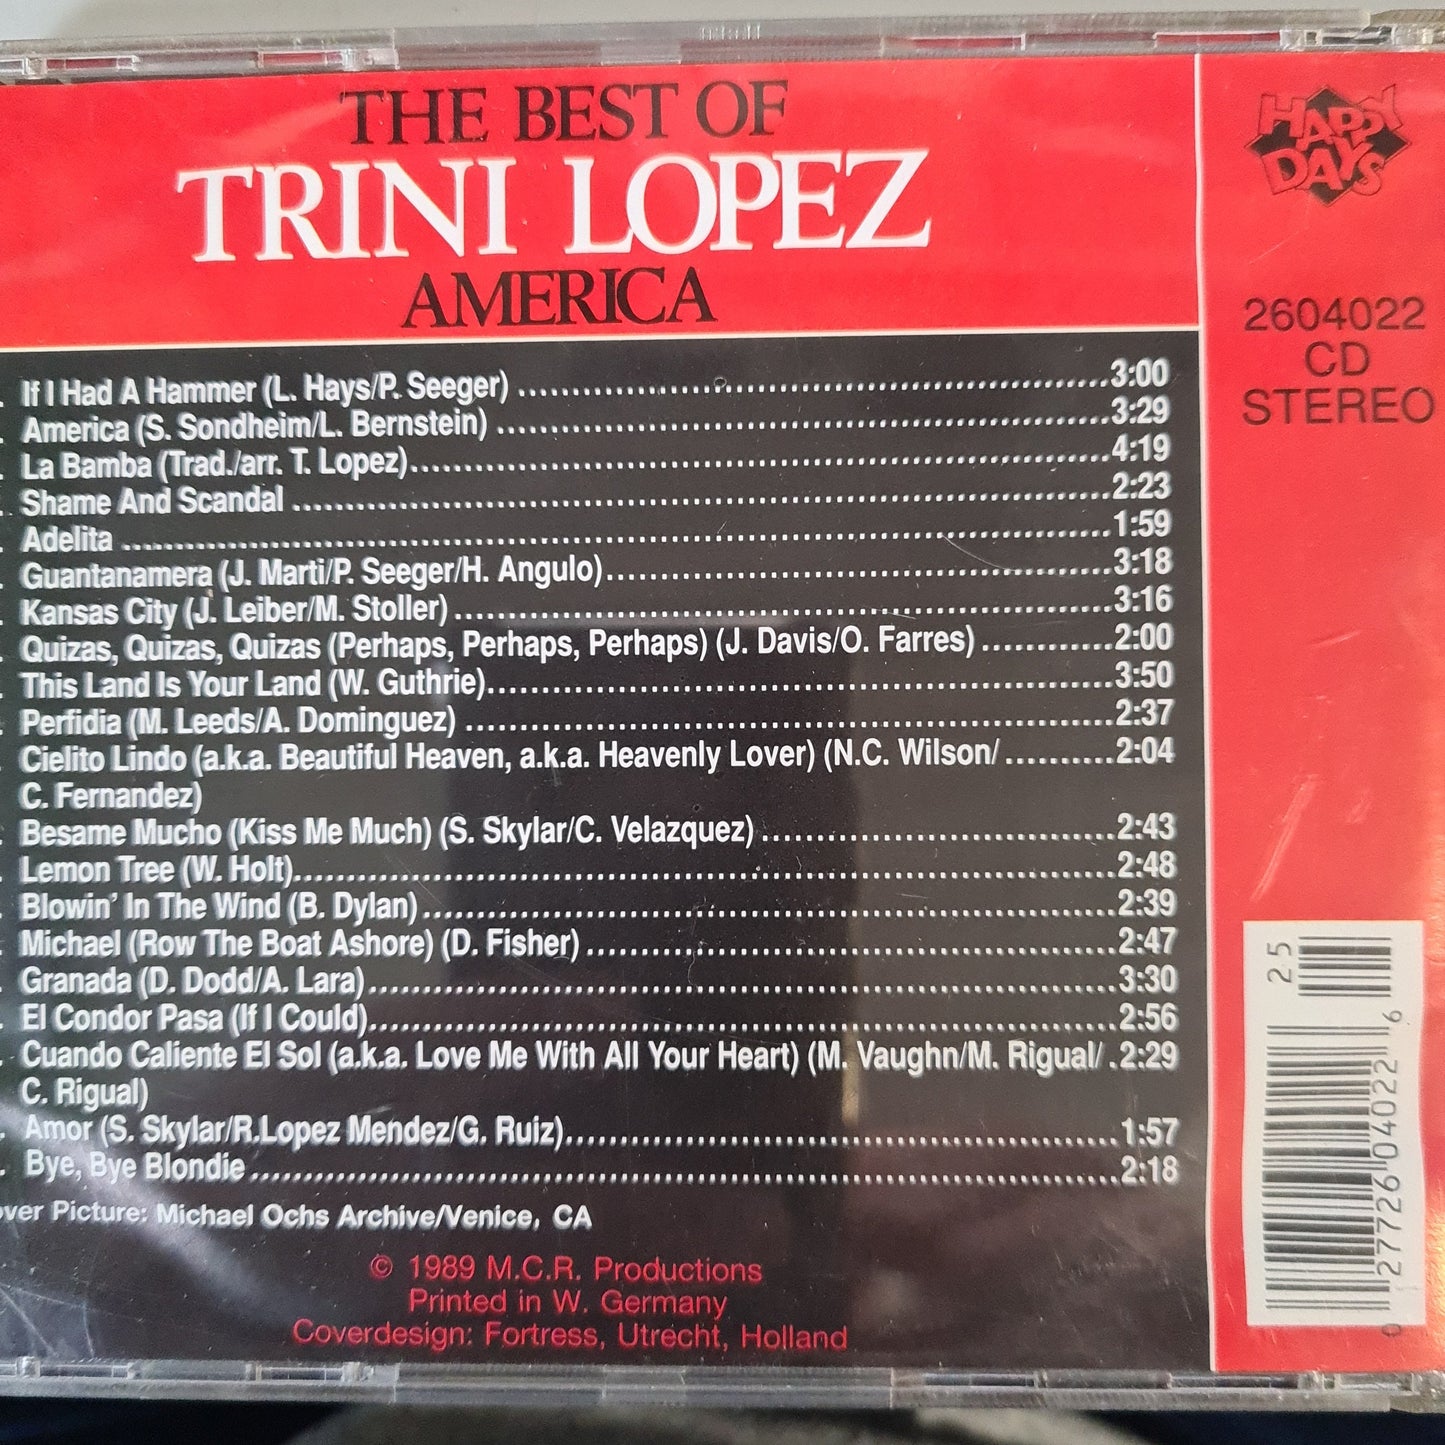 THE BEST OF
TRINI LOPEZ
AMERICA
HAPPY
DAYS
2604022
CD
STEREO
. If I Had A Hammer (L. Hays/P. Seeger) 3:00
. America (S. Sondheim/L. Bernstein) 3:29
. La Bamba (Trad./arr. T. Lopez) 4:19
. Shame And Scandal 2:23
. Adelita 1:59
. Guantanamera (J. Marti/P. Seeger/H. Angulo) 3:18
. Kansas City (J. Leiber/M. Stoller) 3:16
. Quizas, Quizas, Quizas (Perhaps, Perhaps, Perhaps) (J. Davis/O. Farres) 2:00
. This Land Is Your Land (W. Guthrie) 3:50
. Perfidia (M. Leeds/A. Dominguez) 2:37
. Cielito Lindo (a.k.a. Beautiful Heaven, a.k.a. Heavenly Lover) (N.C. Wilson/ 2:04
C. Fernandez)
. Besame Mucho (Kiss Me Much) (S. Skylar/C. Velazquez) 2:43
. Lemon Tree (W. Holt) 2:48
. Blowin' In The Wind (B. Dylan) 2:39
. Michael (Row The Boat Ashore) (D. Fisher) 2:47
. Granada (D. Dodd/A. Lara) 3:30
. El Condor Pasa (If I Could) 2:56
. Cuando Caliente El Sol (a.k.a. Love Me With All Your Heart) (M. Vaughn/M. Rigual/ 2:29
C. Rigual)
. Amor (S. Skylar/R.Lopez Mendez/G. Ruiz) 1:57
. Bye, Bye Blondie 2:18
over Picture: Michael Ochs Archive/Venice, CA
© 1989 M.C.R. Productions
Printed in W. Germany
Coverdesign: Fortress, Utrecht, Holland
25
0 27726 04022 6